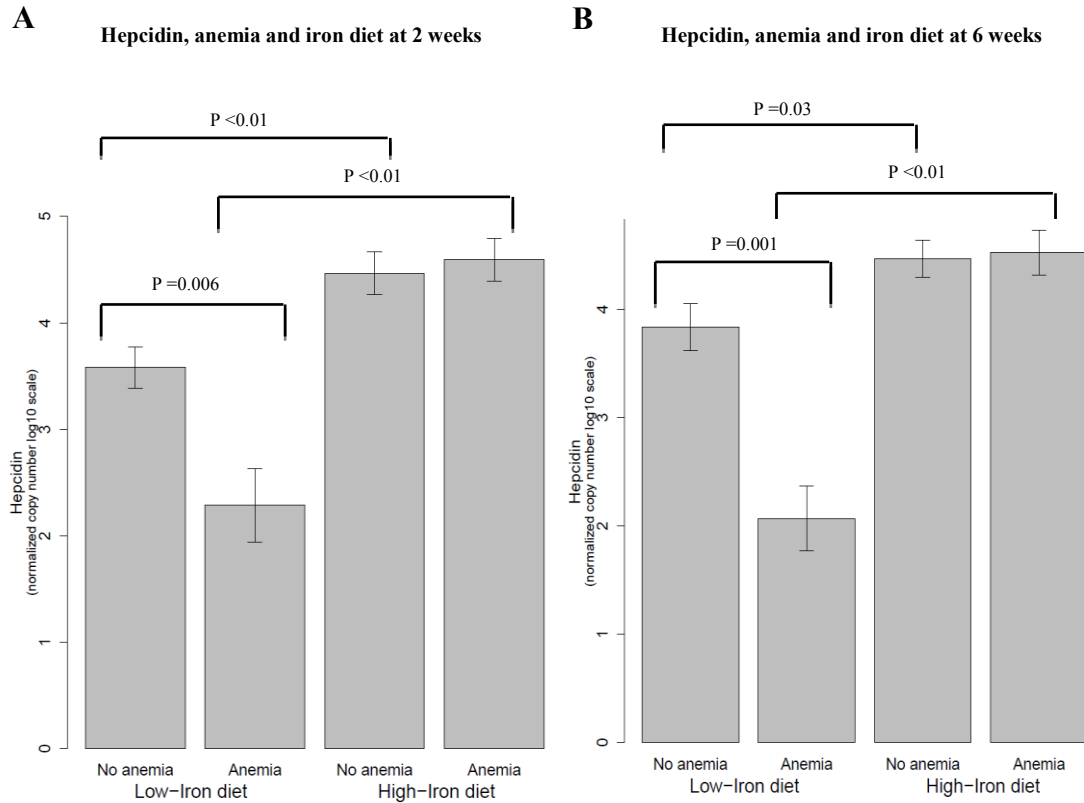 A
Hepcidin, anemia and iron diet at 2 weeks
P <0.01
P <0.01
P =0.006
5
4
3
2
1
0
Hepcidin
(normalized copy number log10 scale)
No anemia
Anemia
No anemia
Anemia
Low−Iron diet
High−Iron diet
B
Hepcidin, anemia and iron diet at 6 weeks
P =0.03
P <0.01
P =0.001
4
3
2
1
0
Hepcidin
(normalized copy number log10 scale)
No anemia
Anemia
No anemia
Anemia
Low−Iron diet
High−Iron diet